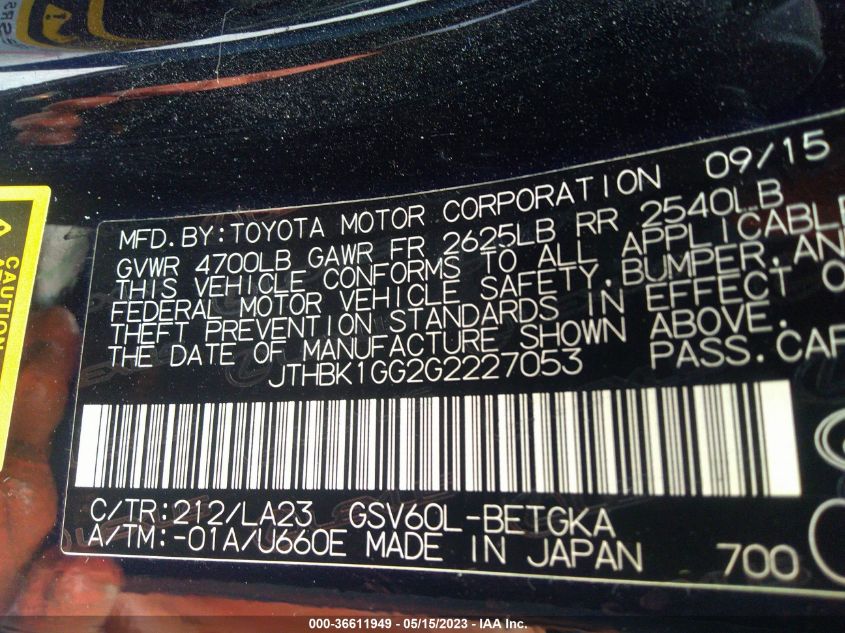 CAUTION
MFD. BY: TOYOTA MOTOR CORPORATION 09/15
GVWR 4700LB GAWR FR 2625LB RR 2540LB
THIS VEHICLE CONFORMS TO ALL APPLICABLE
FEDERAL MOTOR VEHICLE SAFETY, BUMPER, AND
THEFT PREVENTION STANDARDS IN EFFECT O
THE DATE OF MANUFACTURE SHOWN ABOVE.
JTHBK1GG2G2227053 PASS. CAR
C/TR: 212/LA23 GSV60L-BETGKA
A/TM: -01A/U660E MADE IN JAPAN 700
000-36611949 - 05/15/2023 - IAA Inc.